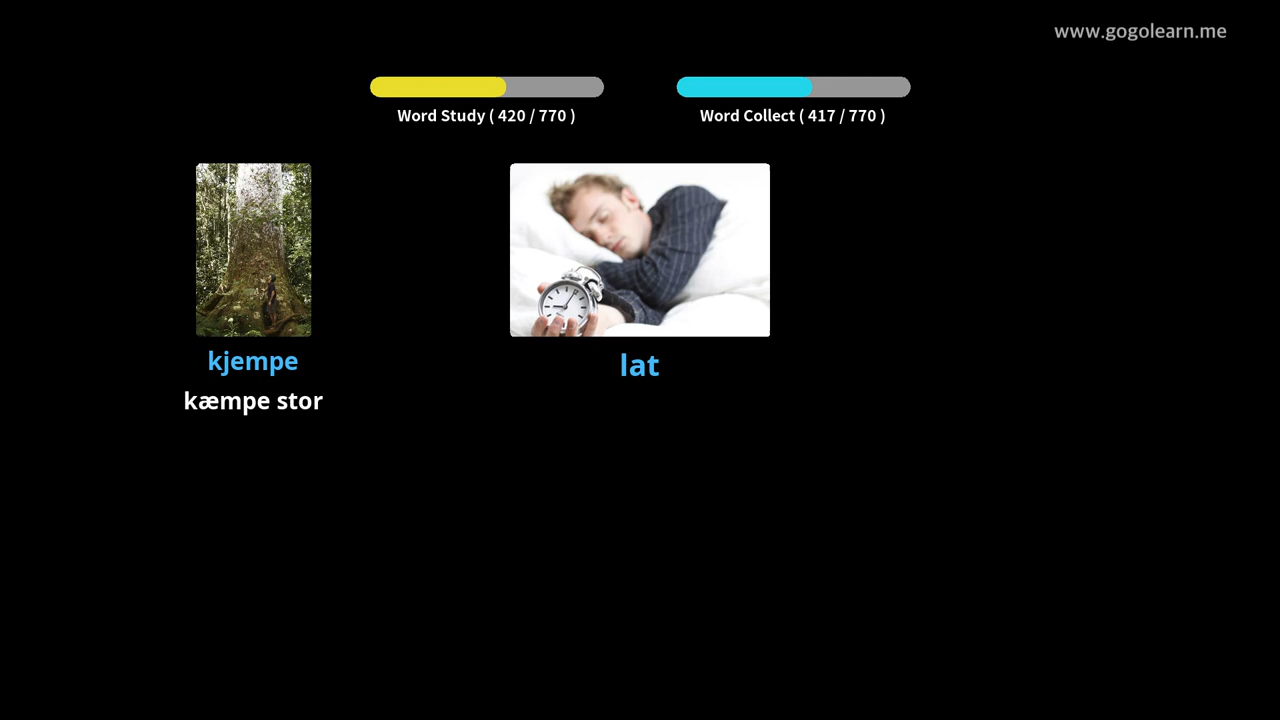 www.gogolearn.me
Word Study ( 420 / 770 )
Word Collect ( 417 / 770 )
kjempe
kæmpe stor
lat